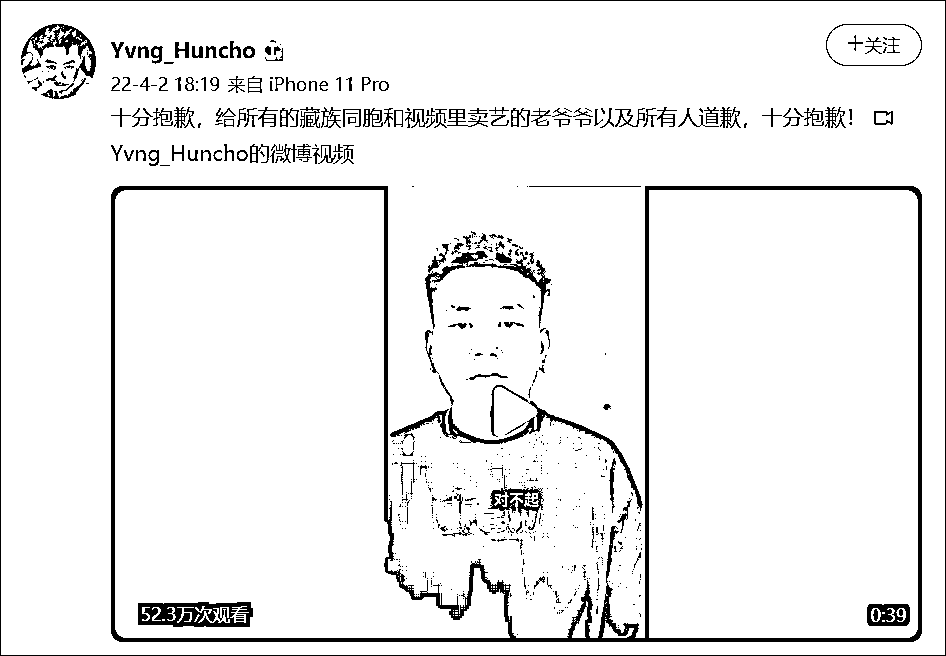 Yvng_Huncho
十关注
22-4-2 18:19 来自 iPhone 11 Pro
十分抱歉，给所有的藏族同胞和视频里卖艺的老爷爷以及所有人道歉，十分抱歉！
Yvng_Huncho的微博视频
对不起
52.3万次观看
0:39